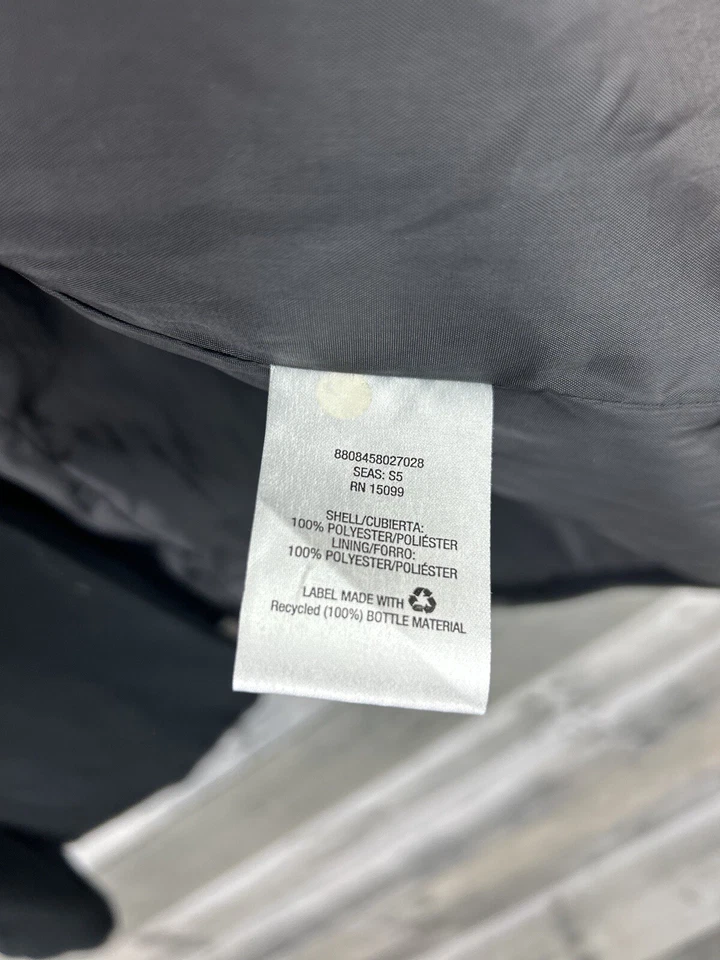 8808458027028
SEAS: S5
RN 15099
SHELL/CUBIERTA:
100% POLYESTER/POLIÉSTER
LINING/FORRO:
100% POLYESTER/POLIÉSTER
LABEL MADE WITH
Recycled (100%) BOTTLE MATERIAL